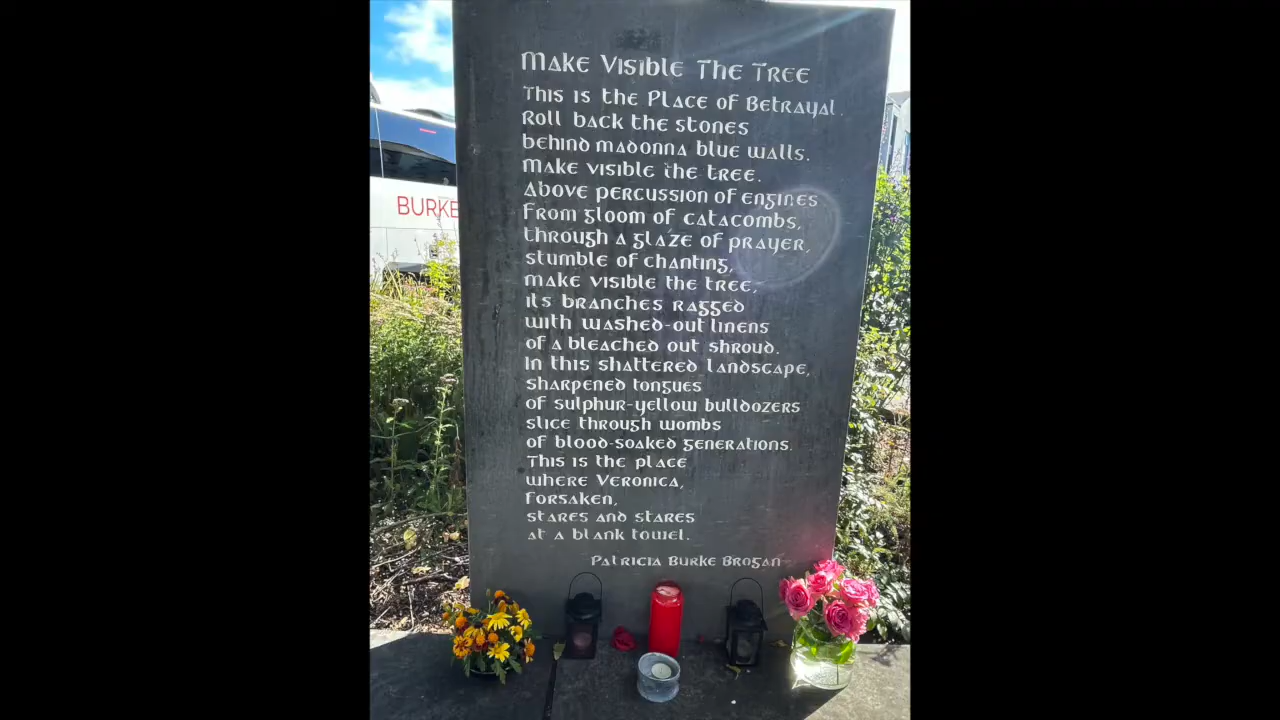 Make Visible The Tree
This is the Place of Betrayal.
Roll back the stones
behind madonna blue walls.
Make visible the tree.
Above percussion of engines
from gloom of catacombs,
through a glaze of prayer,
stumble of chanting,
make visible the tree,
its branches ragged
with washed-out linens
of a bleached out shroud.
In this shattered landscape,
sharpened tongues
of sulphur-yellow bulldozers
slice through wombs
of blood-soaked generations.
This is the place
where Veronica,
forsaken,
stares and stares
at a blank towel.
Patricia Burke Brogan
BURKE